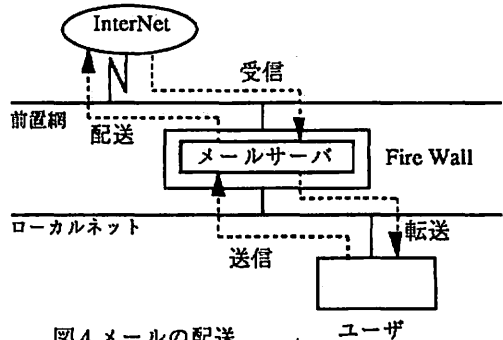 InterNet
受信
前置網
配送
メールサーバ
Fire Wall
ローカルネット
転送
送信
図4 メールの配送
ユーザ